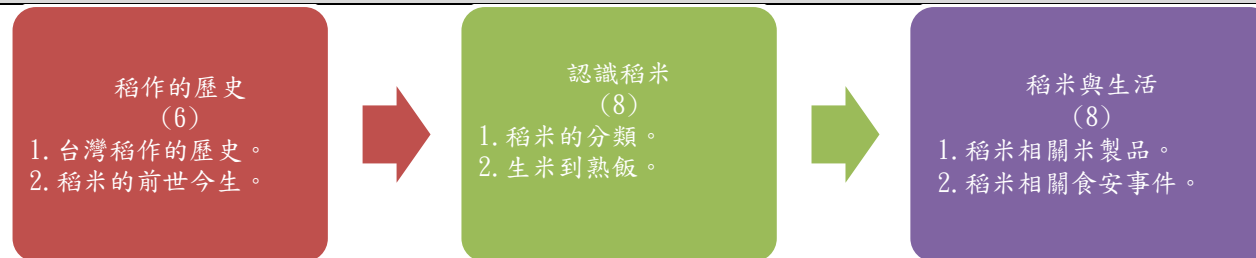 稻作的歷史
(6)
1.台灣稻作的歷史。
2.稻米的前世今生。
認識稻米
(8)
1.稻米的分類。
2.生米到熟飯。
稻米與生活
(8)
1.稻米相關米製品。
2.稻米相關食安事件。